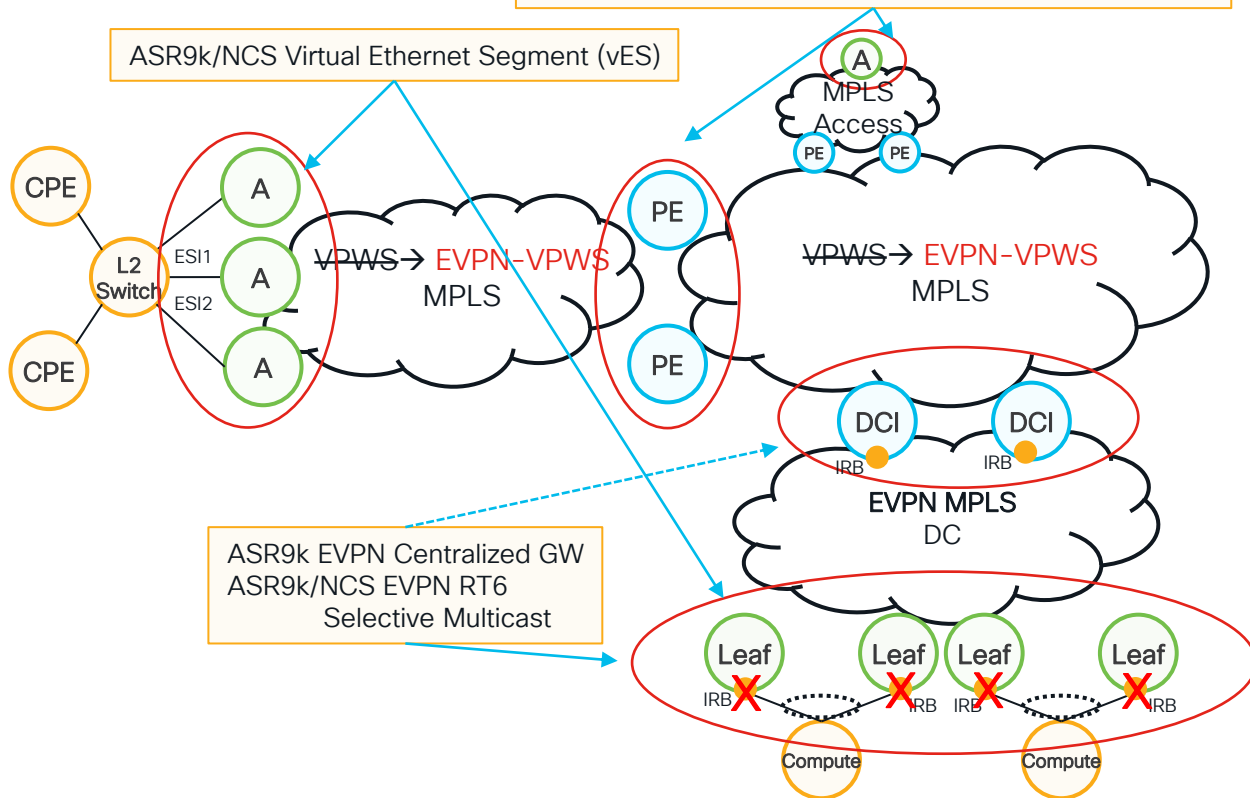 ASR9k/NCS Virtual Ethernet Segment (vES)
A
MPLS
Access
PE
PE
CPE
A
L2
Switch
ESI1
A
ESI2
CPE
A
VPWS→ EVPN-VPWS
MPLS
PE
PE
VPWS→ EVPN-VPWS
MPLS
DCI
DCI
IRB
IRB
EVPN MPLS
DC
ASR9k EVPN Centralized GW
ASR9k/NCS EVPN RT6
Selective Multicast
Leaf
Leaf
Leaf
Leaf
X
X
X
X
IRB
IRB
IRB
IRB
Compute
Compute